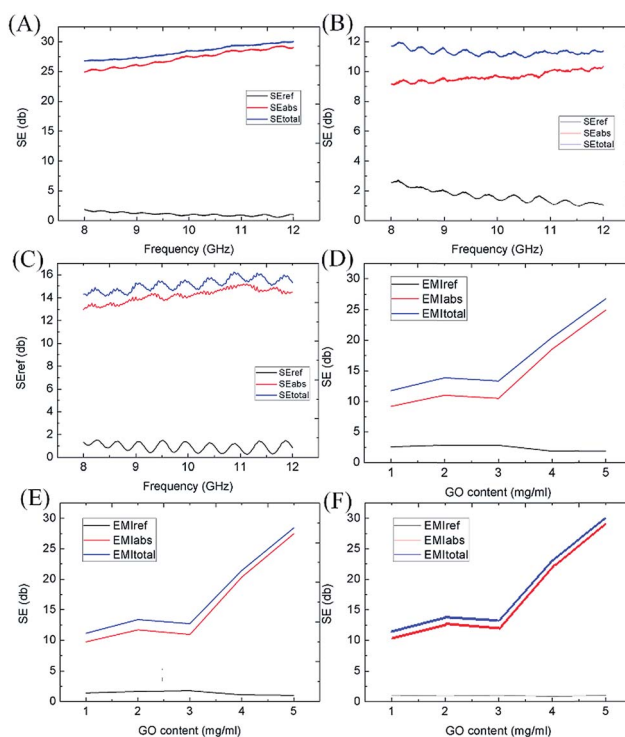 (A)
30
25
20
15
10
5
0
SE (db)
SEref
SEabs
SEtotal
8
9
10
11
12
Frequency (GHz)
(B)
12
10
8
6
4
2
0
SE (db)
SEref
SEabs
SEtotal
8
9
10
11
12
Frequency (GHz)
(C)
16
14
12
10
8
6
4
2
0
SEref (db)
SEref
SEabs
SEtotal
8
9
10
11
12
Frequency (GHz)
(D)
30
25
20
15
10
5
0
SE (db)
EMIref
EMIabs
EMItotal
1
2
3
4
5
GO content (mg/ml)
(E)
30
25
20
15
10
5
0
SE (db)
EMIref
EMIabs
EMItotal
1
2
3
4
5
GO content (mg/ml)
(F)
30
25
20
15
10
5
0
SE (db)
EMIref
EMIabs
EMItotal
1
2
3
4
5
GO content (mg/ml)